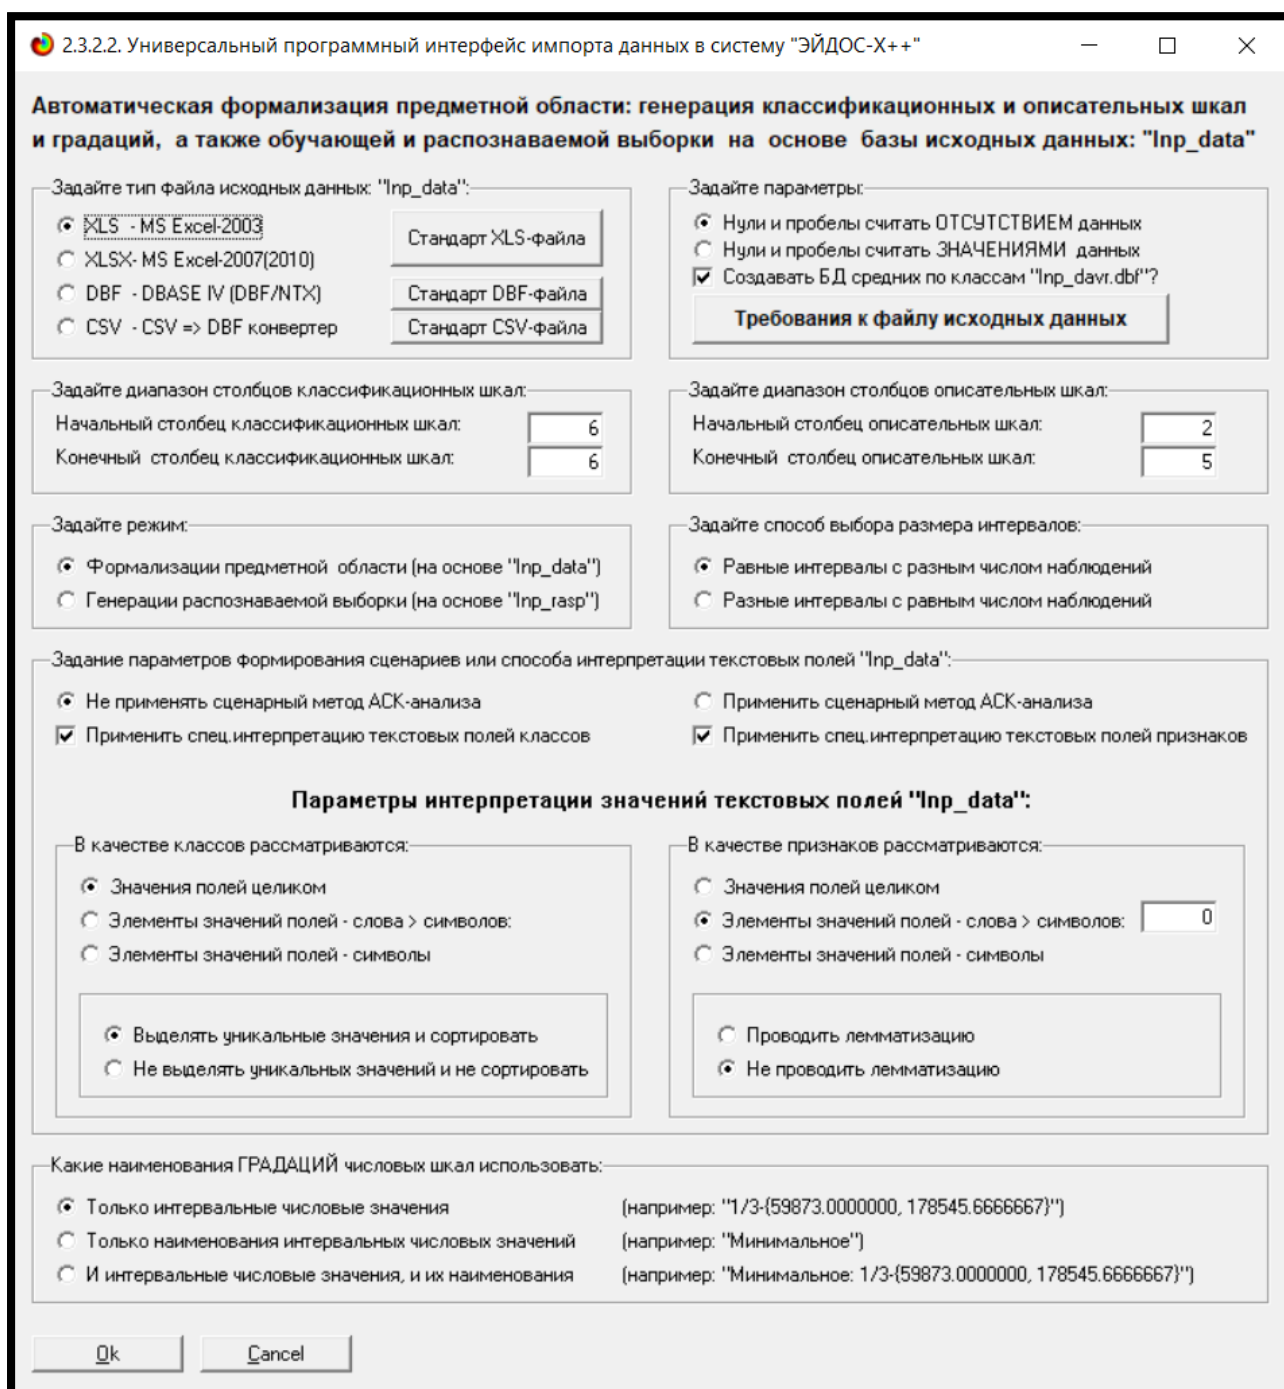 2.3.2.2. Универсальный программный интерфейс импорта данных в систему "ЭЙДОС-X++"
Автоматическая формализация предметной области: генерация классификационных и описательных шкал
и градаций, а также обучающей и распознаваемой выборки на основе базы исходных данных: "Inp_data"
Задайте тип файла исходных данных: "Inp_data":
XLS - MS Excel-2003
XLSX- MS Excel-2007(2010)
DBF - DBASE IV (DBF/NTX)
CSV - CSV => DBF конвертер
Стандарт XLS-файла
Стандарт DBF-файла
Стандарт CSV-файла
Задайте параметры:
Нули и пробелы считать ОТСУТСТВИЕМ данных
Нули и пробелы считать ЗНАЧЕНИЯМИ данных
Создавать БД средних по классам "Inp_davr.dbf"?
Требования к файлу исходных данных
Задайте диапазон столбцов классификационных шкал:
Начальный столбец классификационных шкал: 6
Конечный столбец классификационных шкал: 6
Задайте диапазон столбцов описательных шкал:
Начальный столбец описательных шкал: 2
Конечный столбец описательных шкал: 5
Задайте режим:
Формализации предметной области (на основе "Inp_data")
Генерации распознаваемой выборки (на основе "Inp_rasp")
Задайте способ выбора размера интервалов:
Равные интервалы с разным числом наблюдений
Разные интервалы с равным числом наблюдений
Задание параметров формирования сценариев или способа интерпретации текстовых полей "Inp_data":
Не применять сценарный метод АСК-анализа
Применить спец.интерпретацию текстовых полей классов
Применить сценарный метод АСК-анализа
Применить спец.интерпретацию текстовых полей признаков
Параметры интерпретации значений текстовых полей "Inp_data":
В качестве классов рассматриваются:
Значения полей целиком
Элементы значений полей - слова > символов:
Элементы значений полей - символы
Выделять уникальные значения и сортировать
Не выделять уникальных значений и не сортировать
В качестве признаков рассматриваются:
Значения полей целиком
Элементы значений полей - слова > символов: 0
Элементы значений полей - символы
Проводить лемматизацию
Не проводить лемматизацию
Какие наименования ГРАДАЦИЙ числовых шкал использовать:
Только интервальные числовые значения (например: "1/3-{59873.0000000, 178545.6666667}")
Только наименования интервальных числовых значений (например: "Минимальное")
И интервальные числовые значения, и их наименования (например: "Минимальное: 1/3-{59873.0000000, 178545.6666667}")
Ok
Cancel